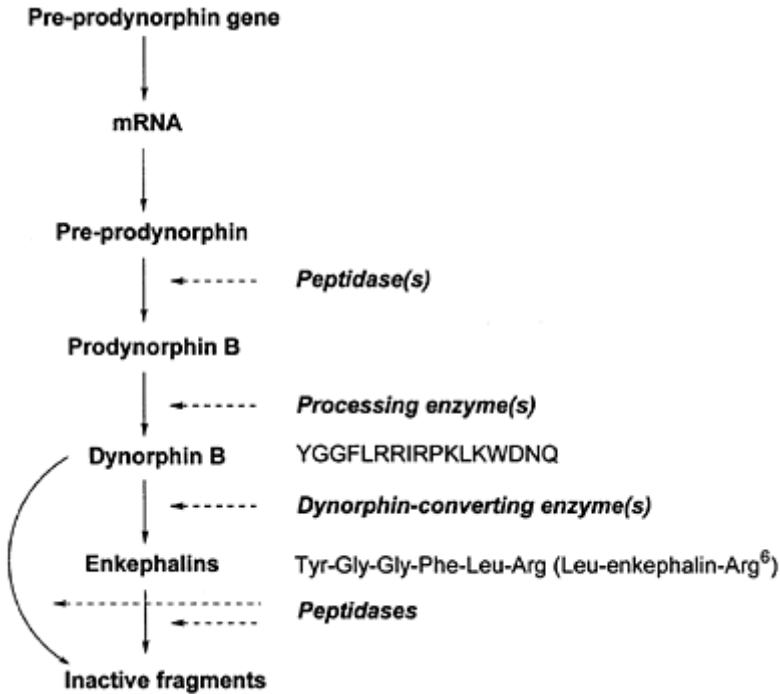 Pre-prodynorphin gene
mRNA
Pre-prodynorphin
Peptidase(s)
Prodynorphin B
Processing enzyme(s)
Dynorphin B YGGFLRRIRPKLKWDNQ
Dynorphin-converting enzyme(s)
Enkephalins Tyr-Gly-Gly-Phe-Leu-Arg (Leu-enkephalin-Arg⁶)
Peptidases
Inactive fragments